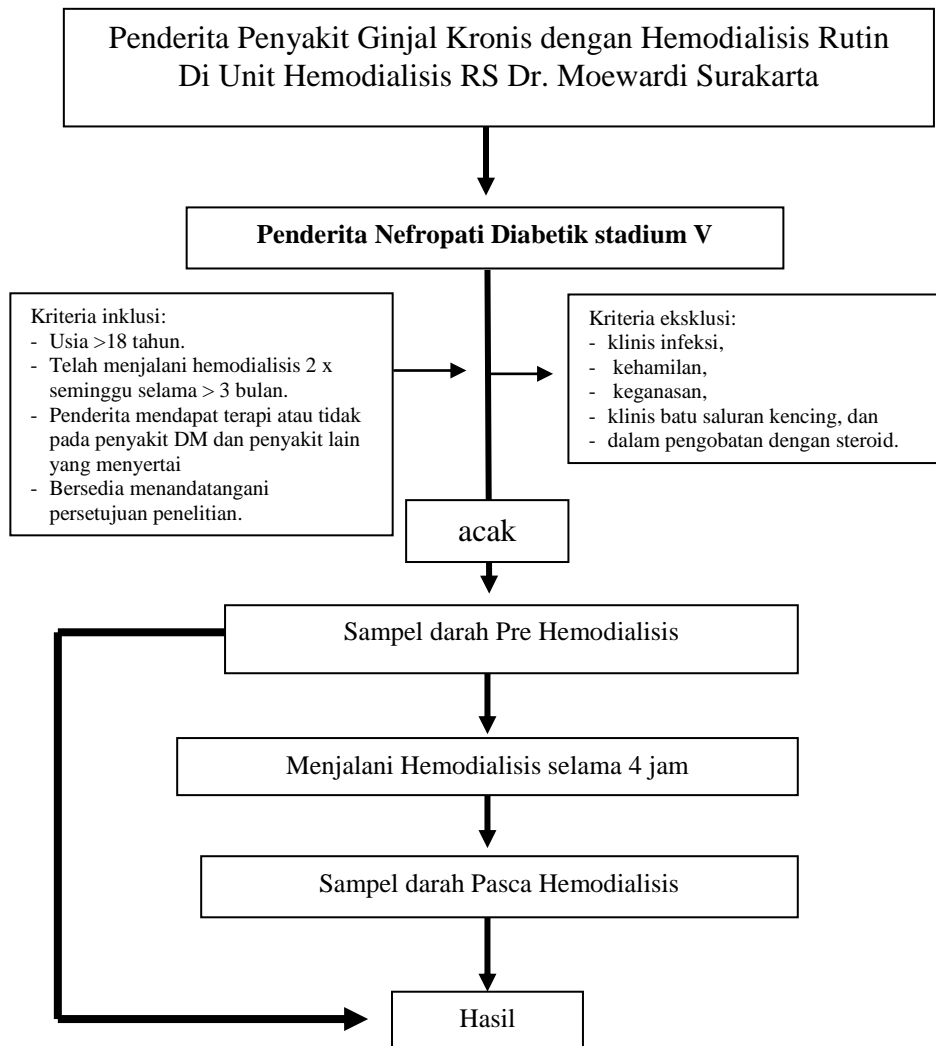 Penderita Penyakit Ginjal Kronis dengan Hemodialisis Rutin
Di Unit Hemodialisis RS Dr. Moewardi Surakarta
Penderita Nefropati Diabetik stadium V
Kriteria inklusi:
- Usia >18 tahun.
- Telah menjalani hemodialisis 2 x
seminggu selama > 3 bulan.
- Penderita mendapat terapi atau tidak
pada penyakit DM dan penyakit lain
yang menyertai
- Bersedia menandatangani
persetujuan penelitian.
Kriteria eksklusi:
- klinis infeksi,
- kehamilan,
- keganasan,
- klinis batu saluran kencing, dan
- dalam pengobatan dengan steroid.
acak
Sampel darah Pre Hemodialisis
Menjalani Hemodialisis selama 4 jam
Sampel darah Pasca Hemodialisis
Hasil